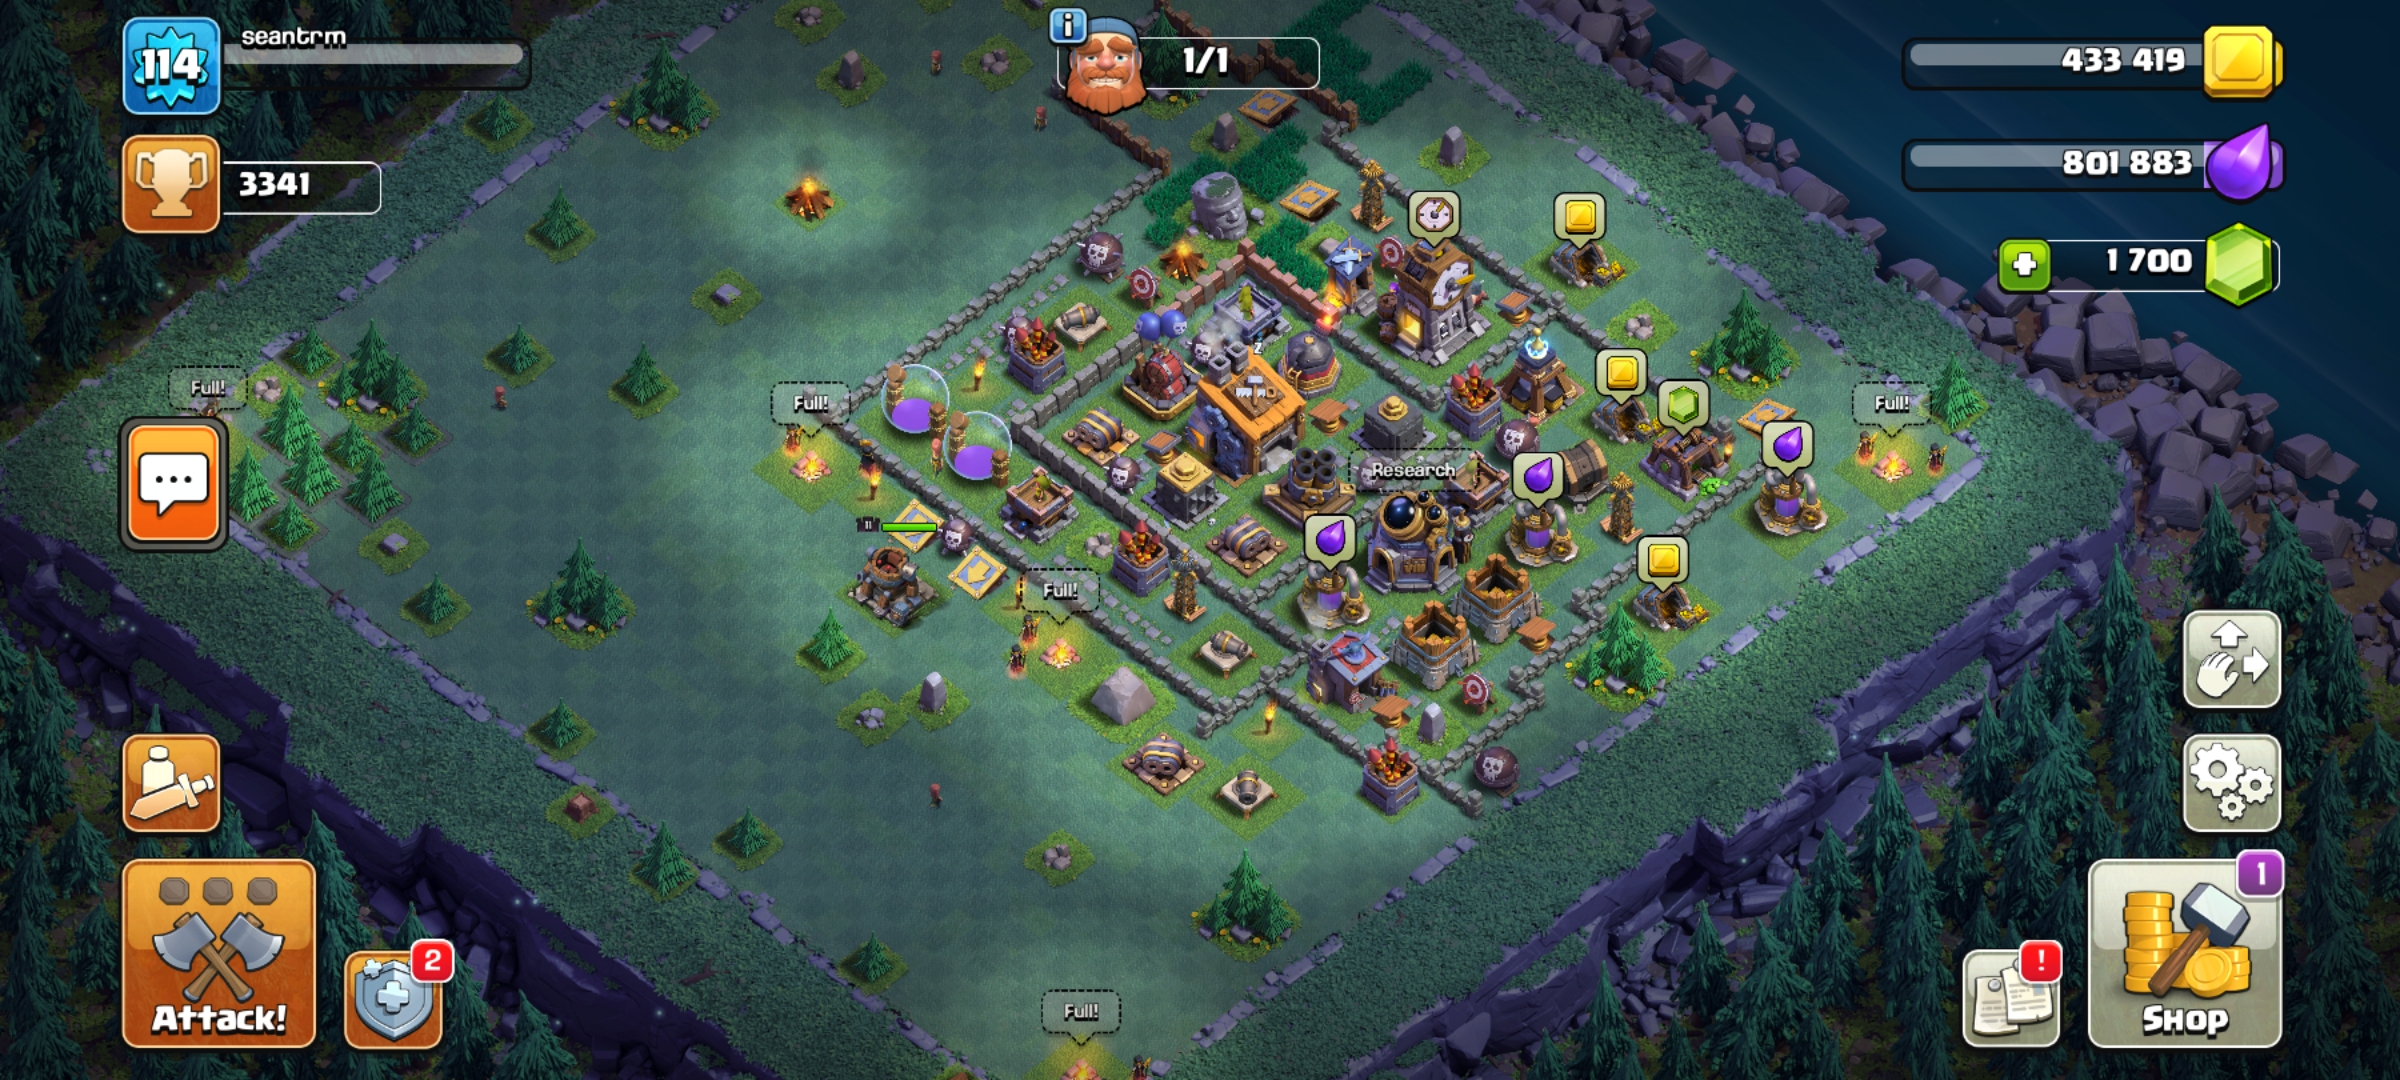 114
seantrm
i
1/1
433 419
3341
801 883
1 700
Full!
Full!
Full!
z
Research
Full!
1
2
!
Attack!
Shop
Full!